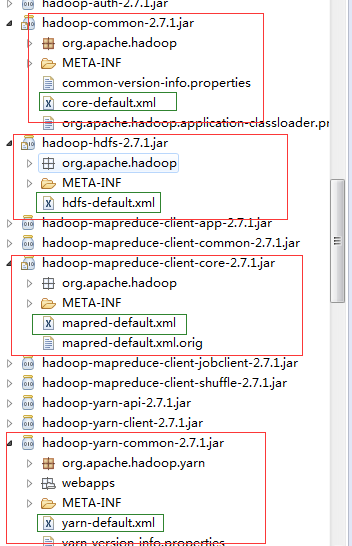 hadoop-auth-2.7.1.jar
hadoop-common-2.7.1.jar
org.apache.hadoop
META-INF
common-version-info.properties
core-default.xml
org.apache.hadoop.application-classloader.pr
hadoop-hdfs-2.7.1.jar
org.apache.hadoop
META-INF
hdfs-default.xml
hadoop-mapreduce-client-app-2.7.1.jar
hadoop-mapreduce-client-common-2.7.1.jar
hadoop-mapreduce-client-core-2.7.1.jar
org.apache.hadoop
META-INF
mapred-default.xml
mapred-default.xml.orig
hadoop-mapreduce-client-jobclient-2.7.1.jar
hadoop-mapreduce-client-shuffle-2.7.1.jar
hadoop-yarn-api-2.7.1.jar
hadoop-yarn-client-2.7.1.jar
hadoop-yarn-common-2.7.1.jar
org.apache.hadoop.yarn
webapps
META-INF
yarn-default.xml
yarn-version-info.properties